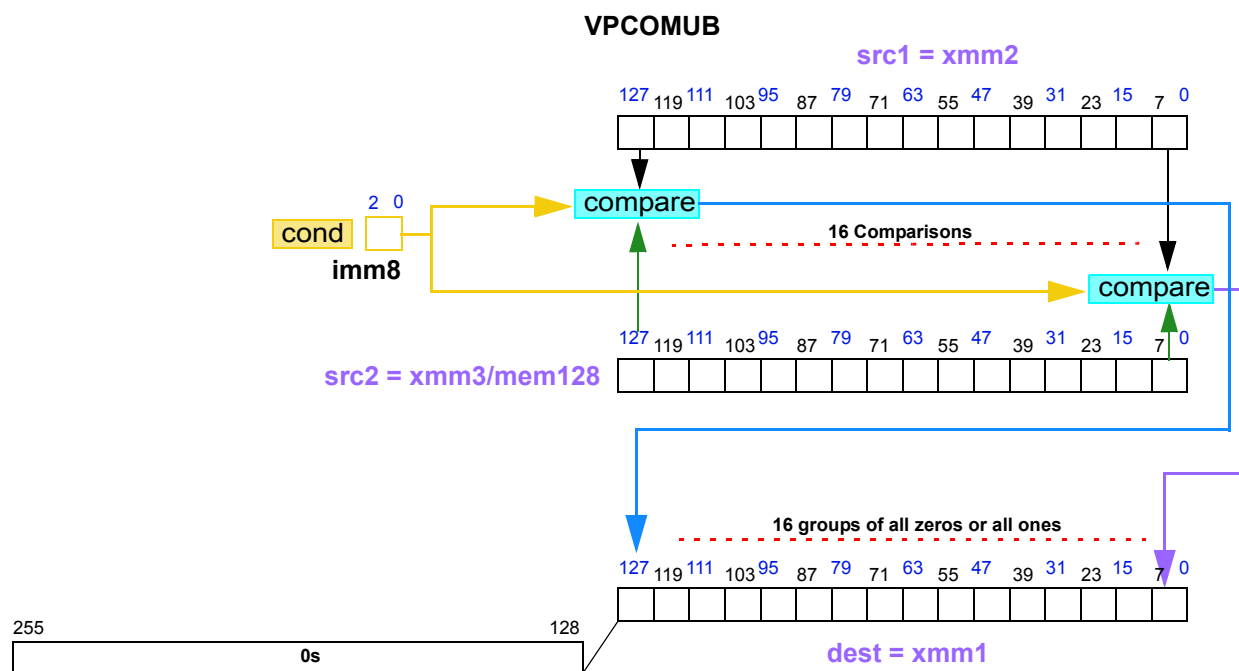 VPCOMUB
src1 = xmm2
127 119 111 103 95 87 79 71 63 55 47 39 31 23 15 7 0
compare
2 0
cond
16 Comparisons
imm8
compare
127 119 111 103 95 87 79 71 63 55 47 39 31 23 15 7 0
src2 = xmm3/mem128
16 groups of all zeros or all ones
127 119 111 103 95 87 79 71 63 55 47 39 31 23 15 7 0
255 128
0s
dest = xmm1